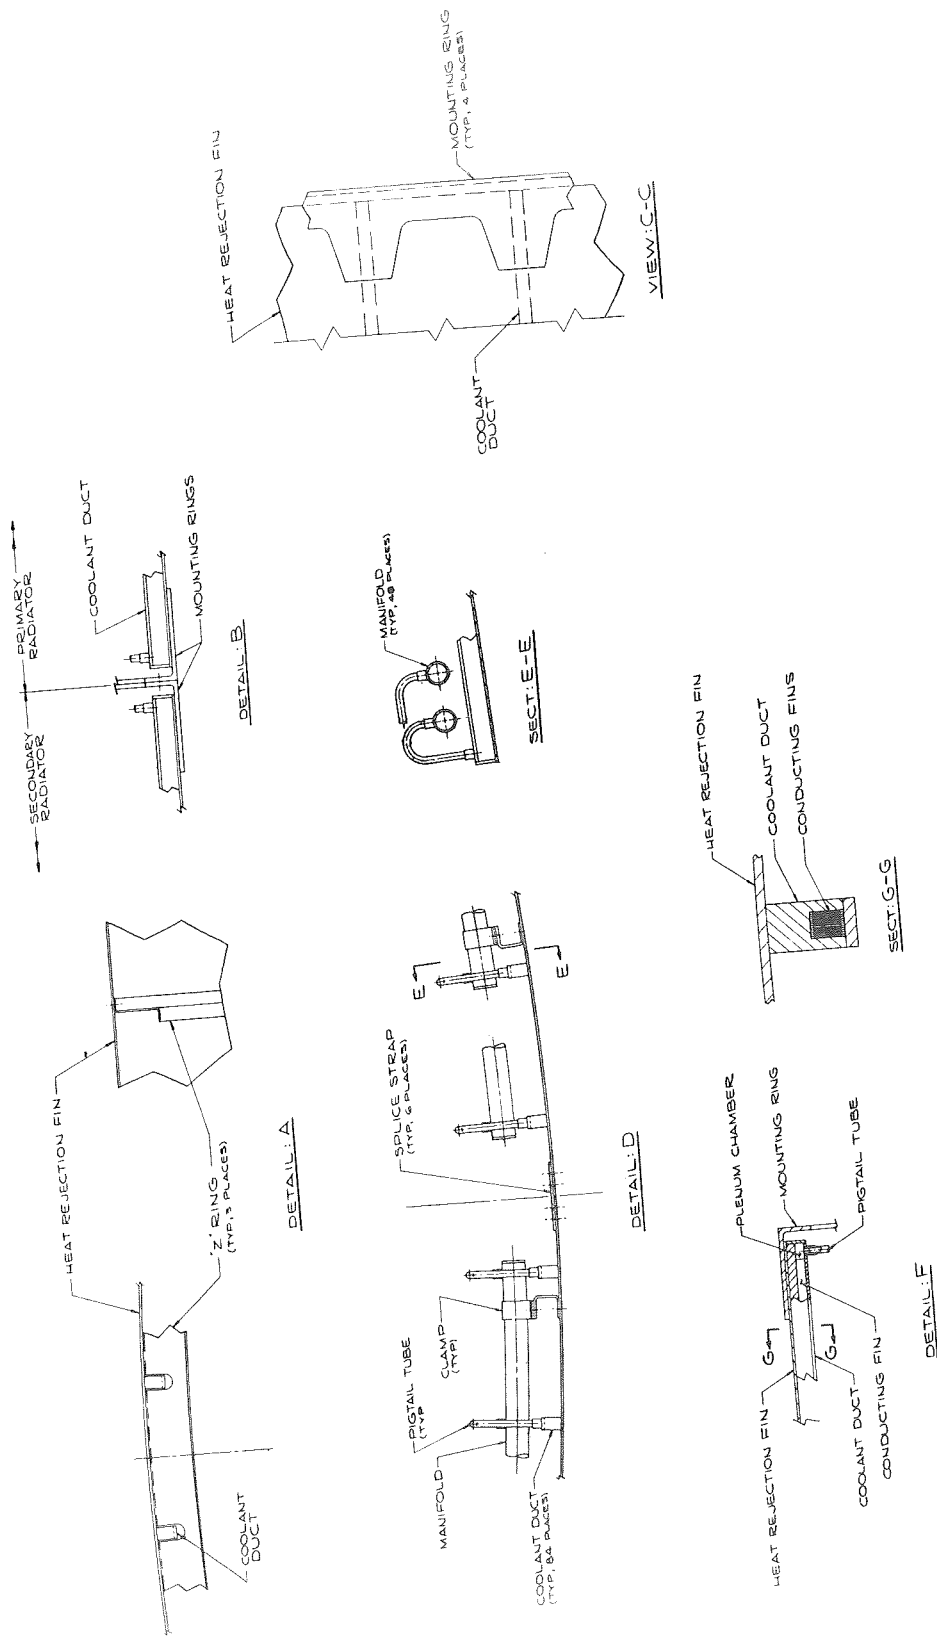 HEAT REJECTION FIN
'Z' RING
(TYP, 3 PLACES)
COOLANT
DUCT
DETAIL: A
SECONDARY
RADIATOR
PRIMARY
RADIATOR
COOLANT DUCT
MOUNTING RINGS
DETAIL: B
HEAT REJECTION FIN
MOUNTING RING
(TYP, 4 PLACES)
COOLANT
DUCT
VIEW: C-C
PIGTAIL TUBE
(TYP
CLAMP
(TYP)
MANIFOLD
COOLANT DUCT
(TYP, 84 PLACES)
SPLICE STRAP
(TYP, 6 PLACES)
E
E
DETAIL: D
MANIFOLD
(TYP, 48 PLACES)
SECT: E-E
HEAT REJECTION FIN
COOLANT DUCT
CONDUCTING FIN
G
G
PLENUM CHAMBER
MOUNTING RING
PIGTAIL TUBE
DETAIL: F
HEAT REJECTION FIN
COOLANT DUCT
CONDUCTING FINS
SECT: G-G